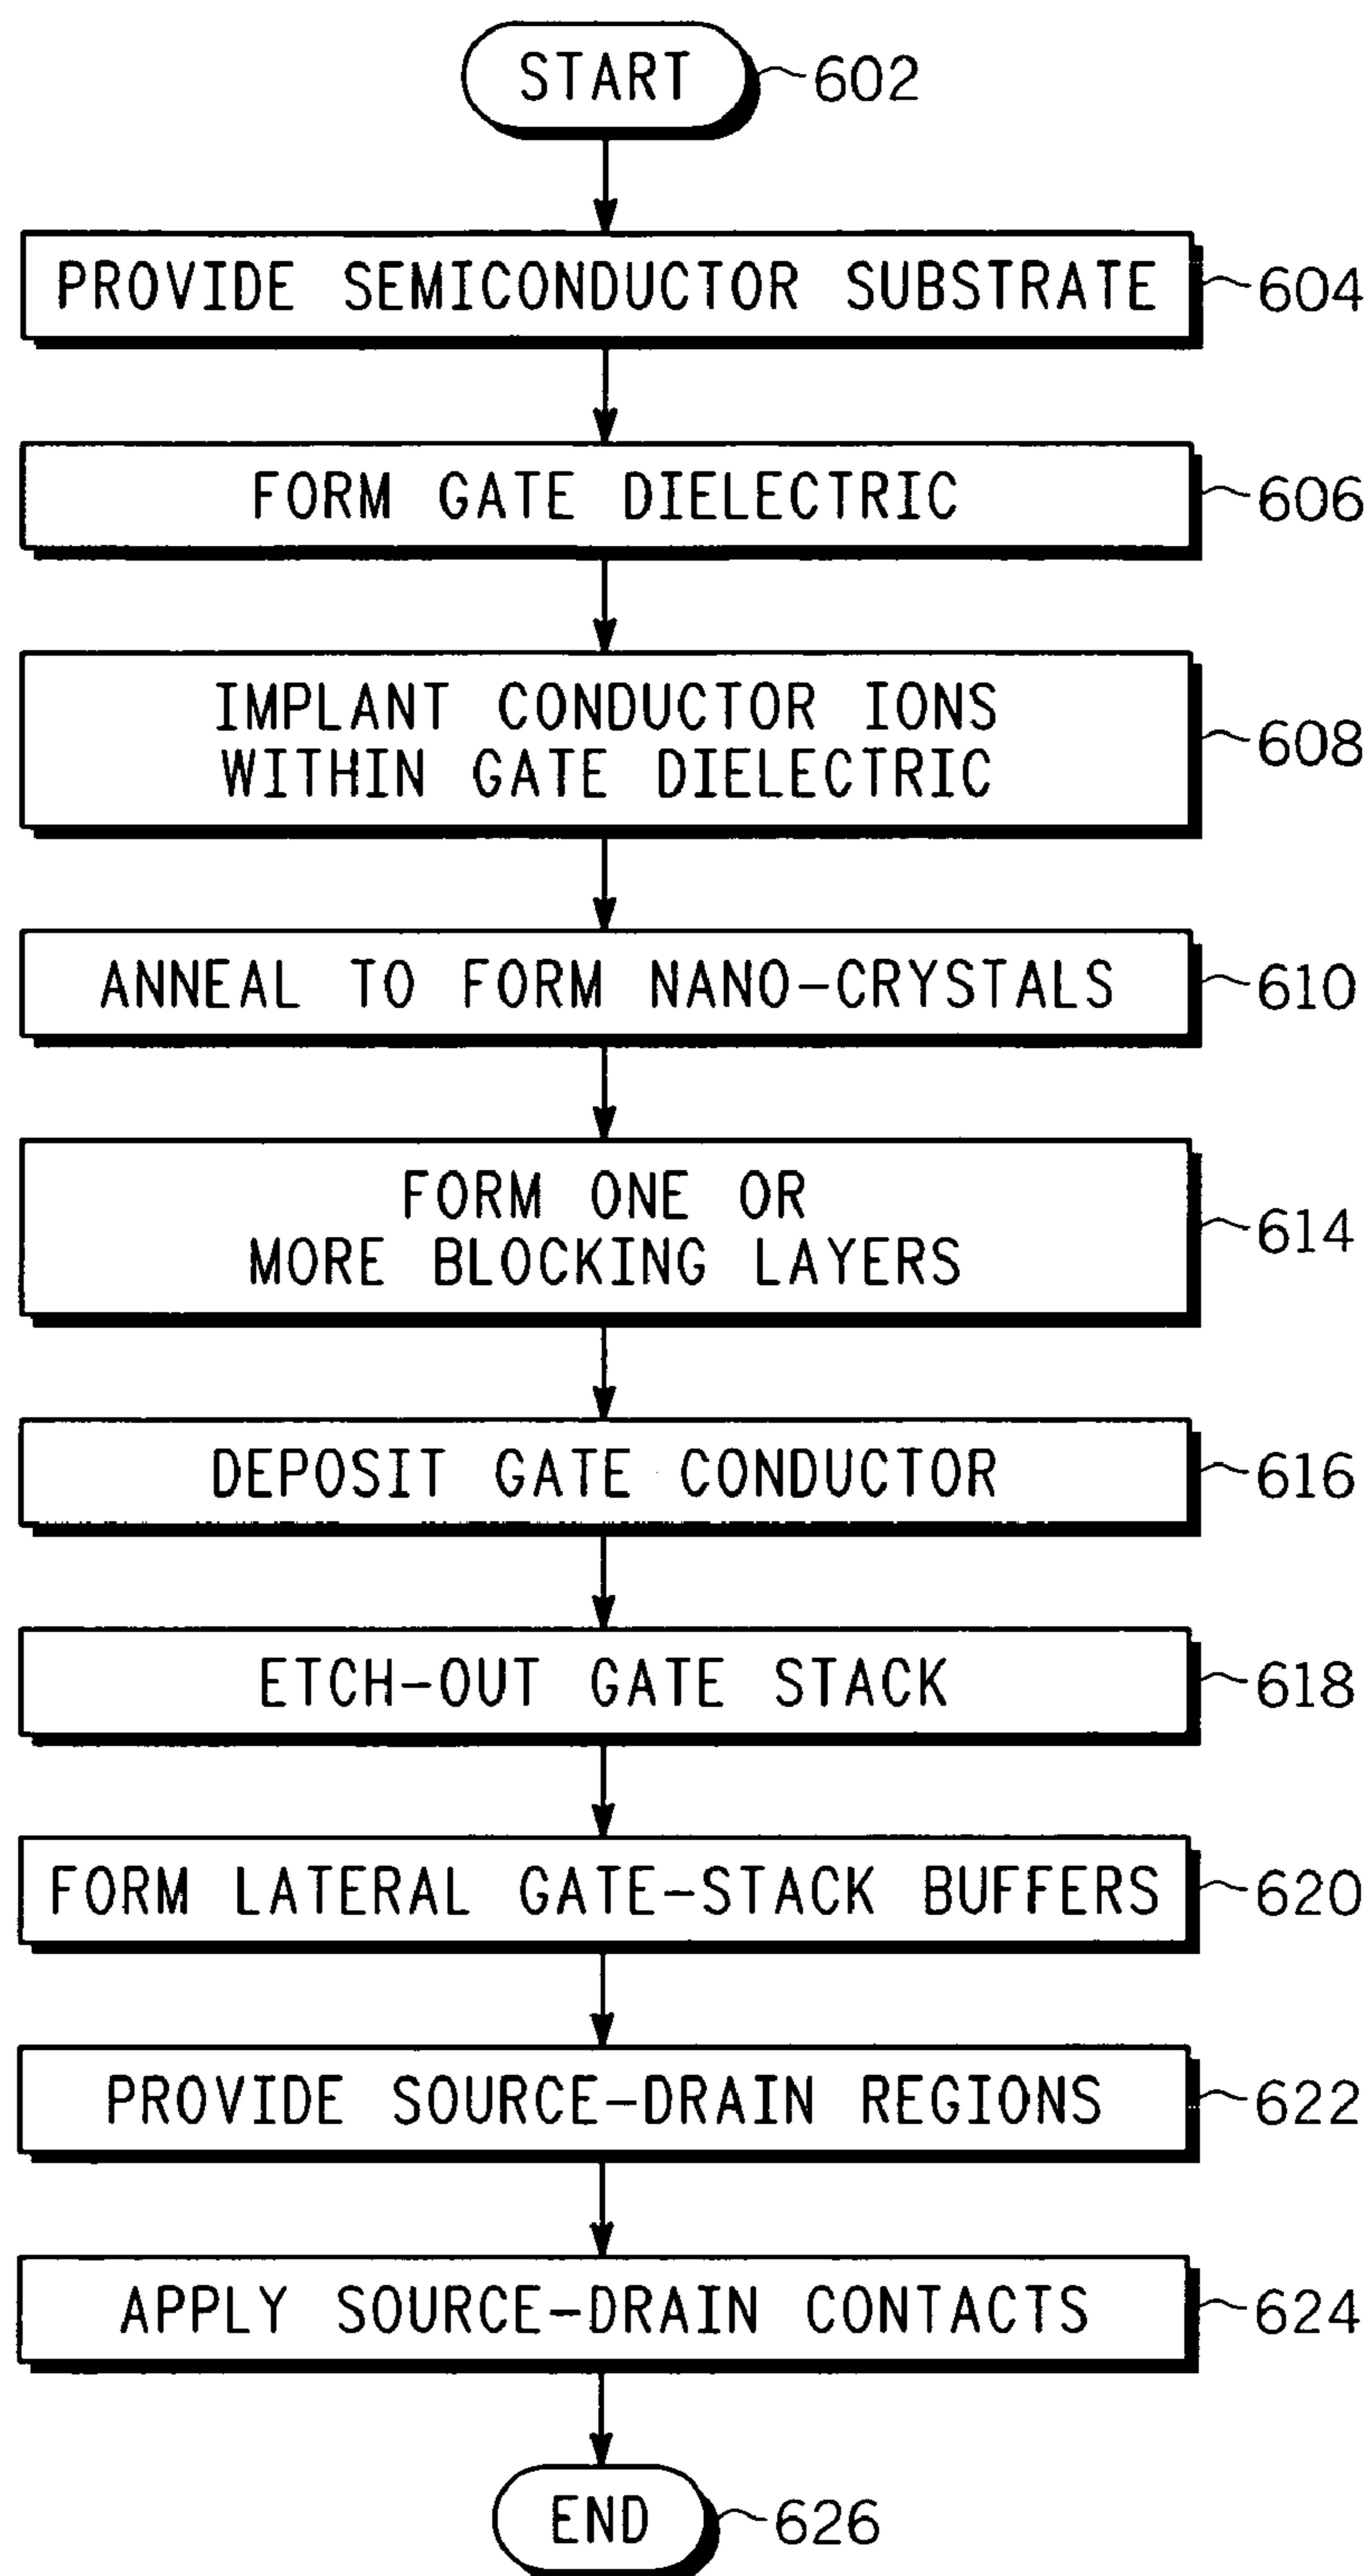 START 602
PROVIDE SEMICONDUCTOR SUBSTRATE 604
FORM GATE DIELECTRIC 606
IMPLANT CONDUCTOR IONS
WITHIN GATE DIELECTRIC 608
ANNEAL TO FORM NANO-CRYSTALS 610
FORM ONE OR
MORE BLOCKING LAYERS 614
DEPOSIT GATE CONDUCTOR 616
ETCH-OUT GATE STACK 618
FORM LATERAL GATE-STACK BUFFERS 620
PROVIDE SOURCE-DRAIN REGIONS 622
APPLY SOURCE-DRAIN CONTACTS 624
END 626